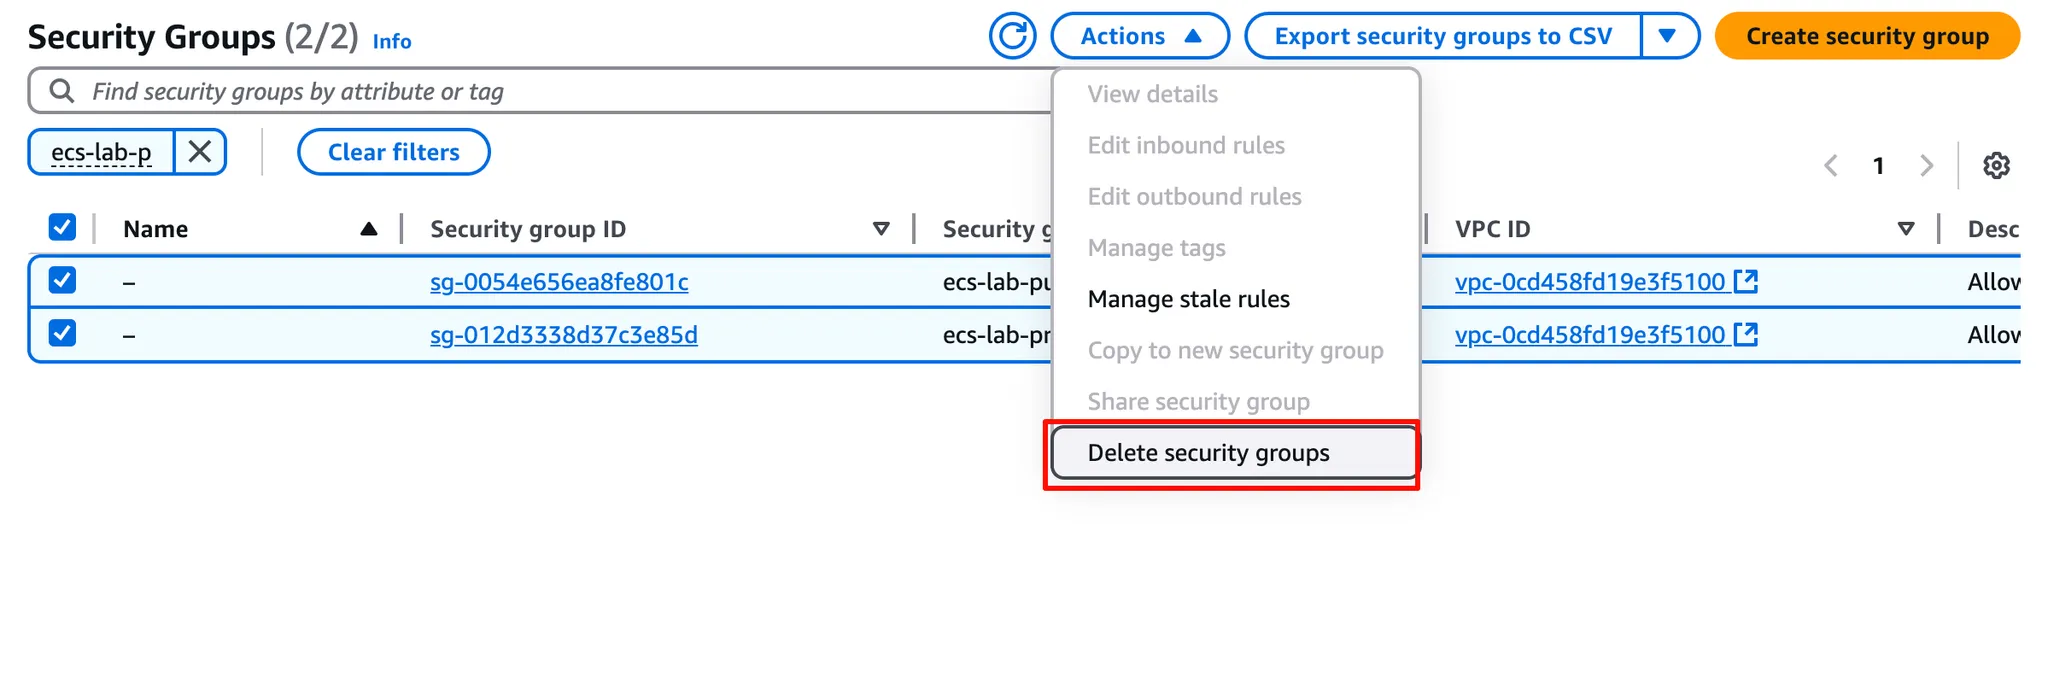 Security Groups (2/2) Info Actions Export security groups to CSV Create security group
Find security groups by attribute or tag
ecs-lab-p Clear filters 1
Name Security group ID Security g VPC ID Desc
– sg-0054e656ea8fe801c ecs-lab-pu vpc-0cd458fd19e3f5100 Allow
– sg-012d3338d37c3e85d ecs-lab-pr vpc-0cd458fd19e3f5100 Allow
View details
Edit inbound rules
Edit outbound rules
Manage tags
Manage stale rules
Copy to new security group
Share security group
Delete security groups